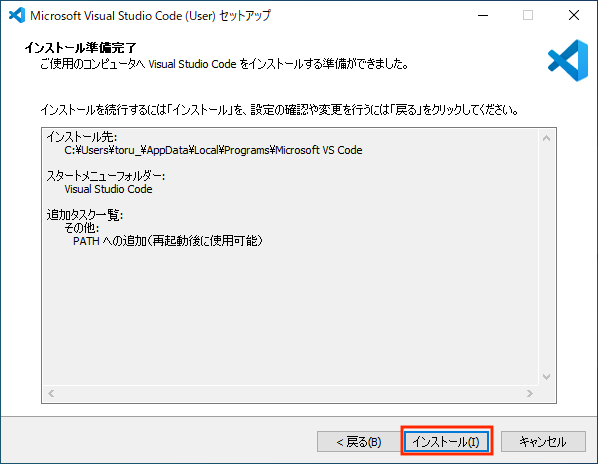 Microsoft Visual Studio Code (User) セットアップ
インストール準備完了
ご使用のコンピュータへ Visual Studio Code をインストールする準備ができました。
インストールを続行するには「インストール」を、設定の確認や変更を行うには「戻る」をクリックしてください。
インストール先:
C:¥Users¥toru_¥AppData¥Local¥Programs¥Microsoft VS Code
スタートメニューフォルダー:
Visual Studio Code
追加タスク一覧:
その他:
PATH への追加(再起動後に使用可能)
< 戻る(B)
インストール(I)
キャンセル